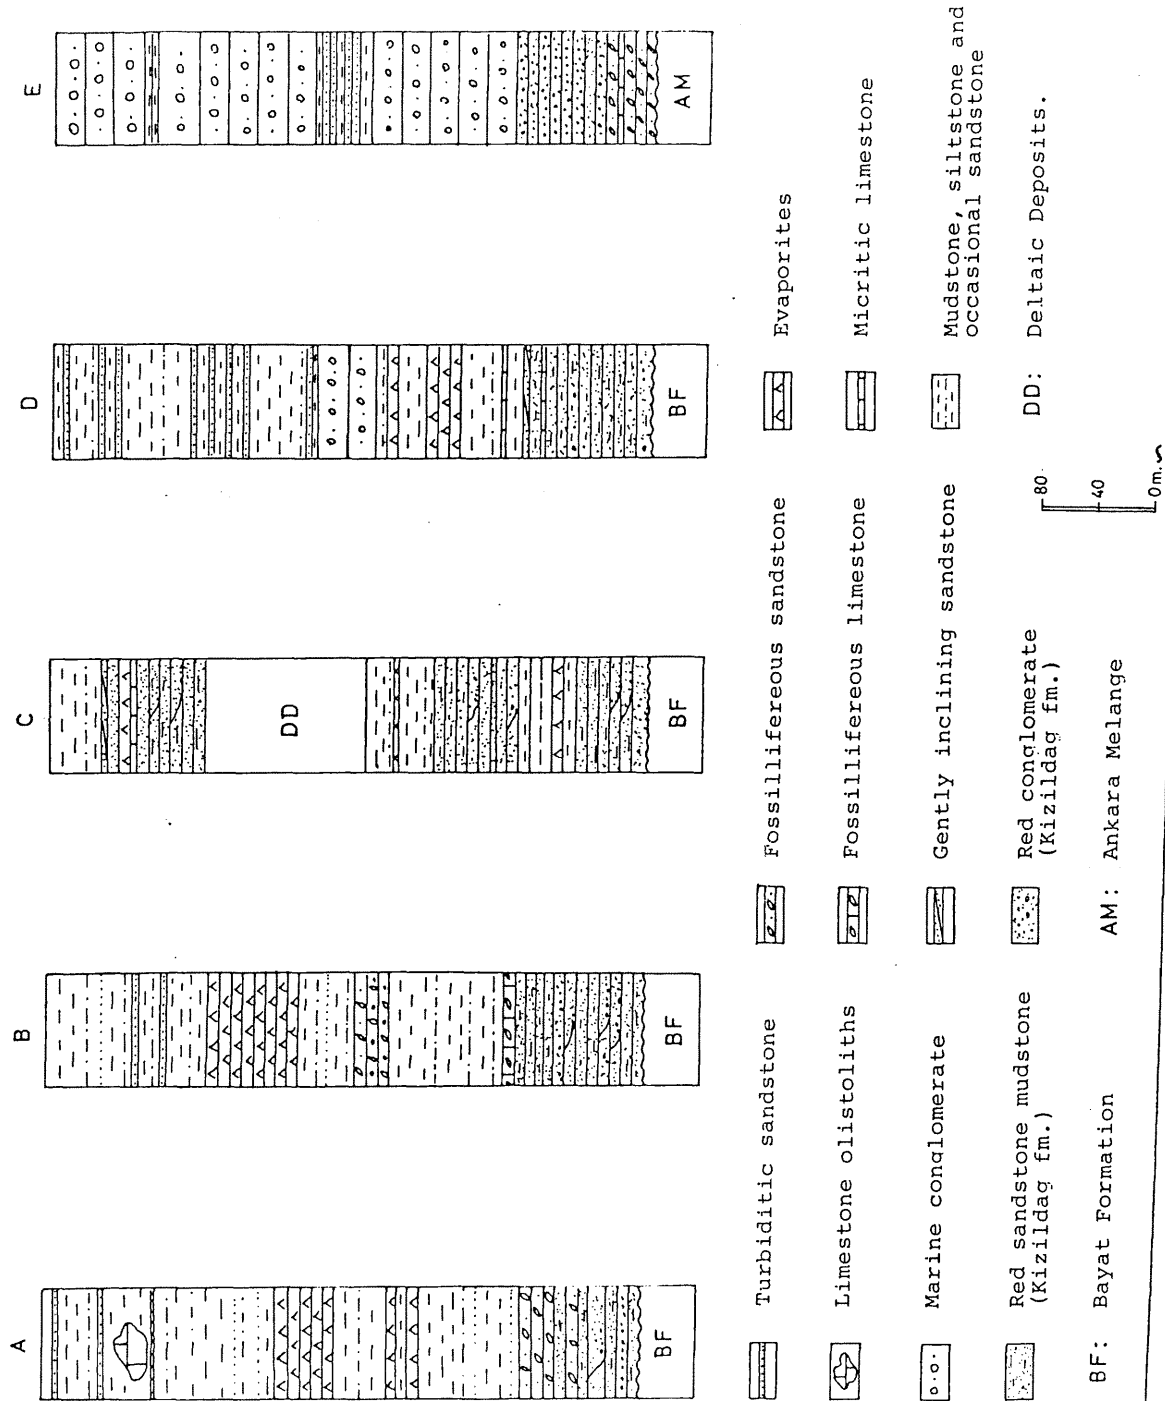 A
B
C
D
E
BF
BF
DD
BF
BF
AM
Turbiditic sandstone
Limestone olistoliths
Marine conglomerate
Red sandstone mudstone
(Kizildag fm.)
BF: Bayat Formation
Fossillifereous sandstone
Fossillifereous limestone
Gently inclining sandstone
Red conglomerate
(Kizildag fm.)
AM: Ankara Melange
Evaporites
Micritic limestone
Mudstone, siltstone and
occasional sandstone
DD: Deltaic Deposits.
80
40
0m.